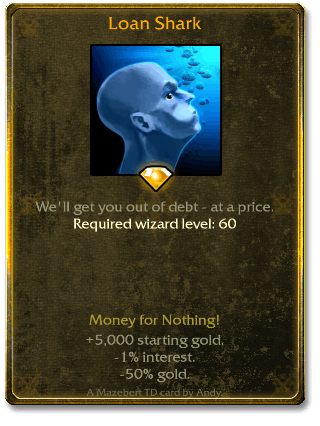 Loan Shark
We'll get you out of debt - at a price.
Required wizard level: 60
Money for Nothing!
+5,000 starting gold.
-1% interest.
-50% gold.
A Mazebert TD card by Andy.